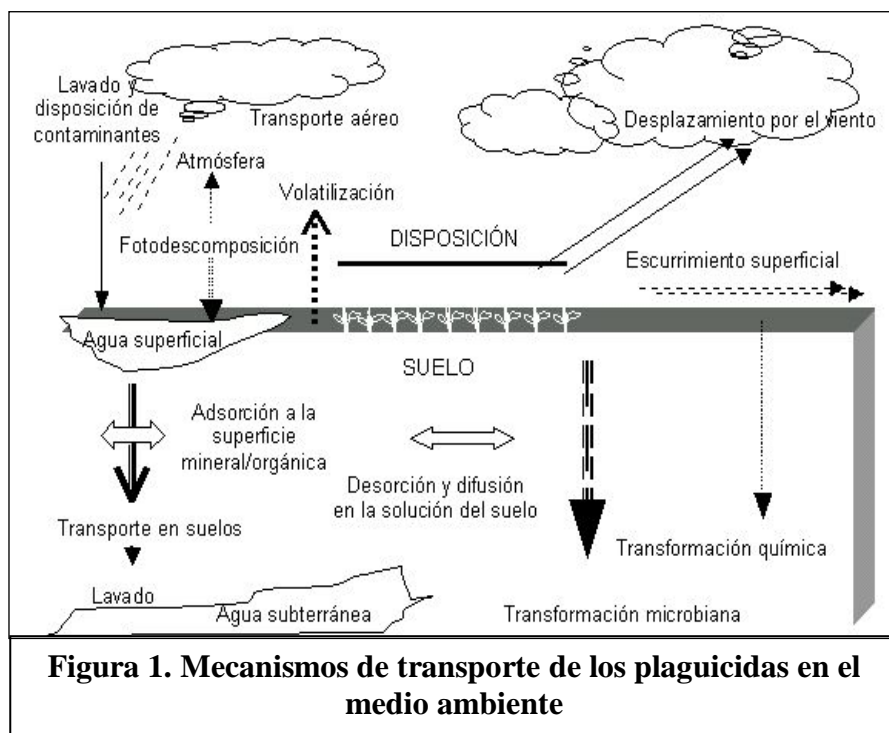 Lavado y
disposición de
contaminantes
Transporte aéreo
Desplazamiento por el viento
Atmósfera
Volatilización
Fotodescomposición
DISPOSICIÓN
Escurrimiento superficial
Agua superficial
SUELO
Adsorción a la
superficie
mineral/orgánica
Desorción y difusión
en la solución del suelo
Transporte en suelos
Transformación química
Lavado
Agua subterránea
Transformación microbiana
Figura 1. Mecanismos de transporte de los plaguicidas en el
medio ambiente